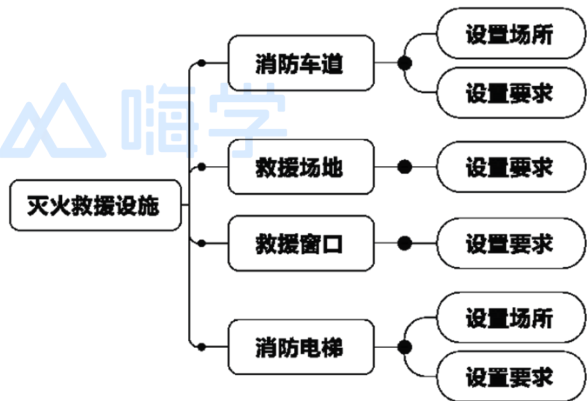 消防车道
设置场所
设置要求
嗨学
救援场地
设置要求
灭火救援设施
救援窗口
设置要求
消防电梯
设置场所
设置要求